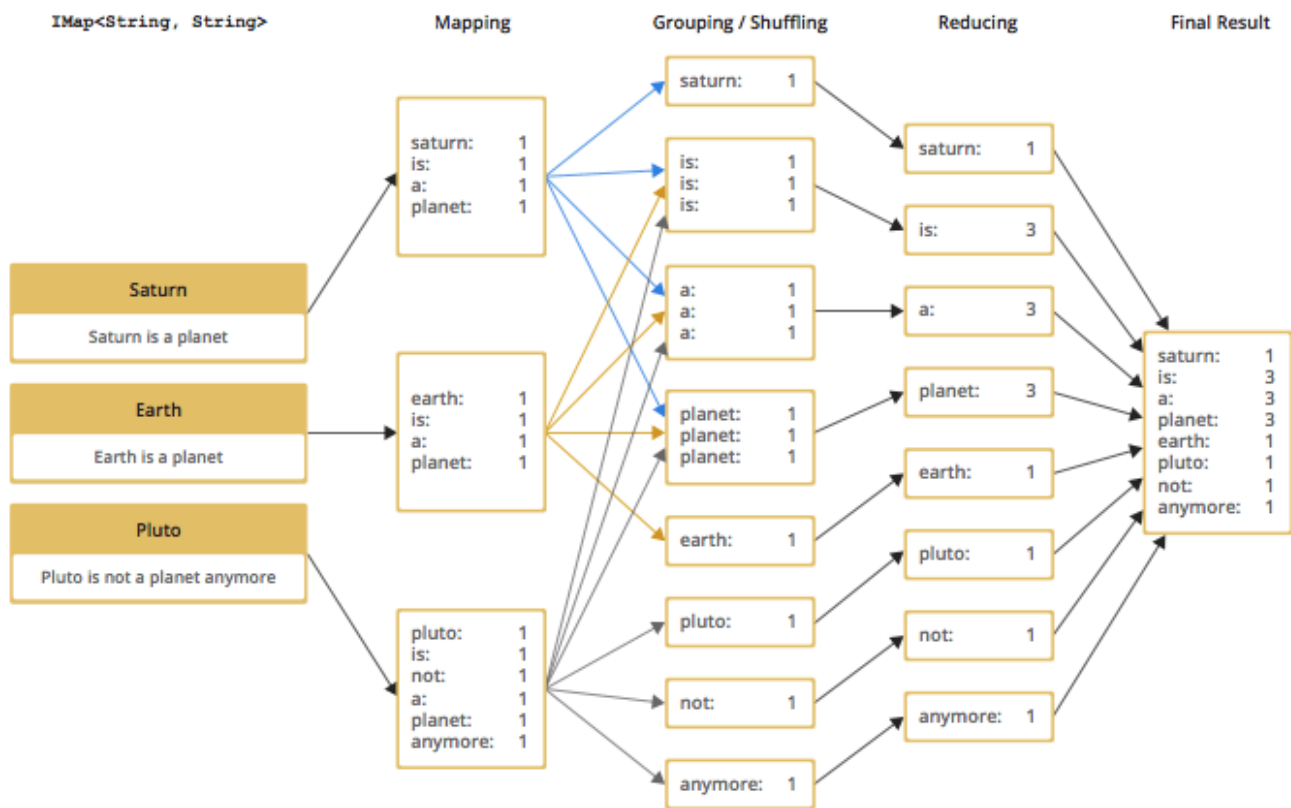 IMap<String, String>
Mapping
Grouping / Shuffling
Reducing
Final Result
Saturn
Saturn is a planet
Earth
Earth is a planet
Pluto
Pluto is not a planet anymore
saturn: 1
is: 1
a: 1
planet: 1
earth: 1
is: 1
a: 1
planet: 1
pluto: 1
is: 1
not: 1
a: 1
planet: 1
anymore: 1
saturn: 1
is: 1
is: 1
is: 1
a: 1
a: 1
a: 1
planet: 1
planet: 1
planet: 1
earth: 1
pluto: 1
not: 1
anymore: 1
saturn: 1
is: 3
a: 3
planet: 3
earth: 1
pluto: 1
not: 1
anymore: 1
saturn: 1
is: 3
a: 3
planet: 3
earth: 1
pluto: 1
not: 1
anymore: 1